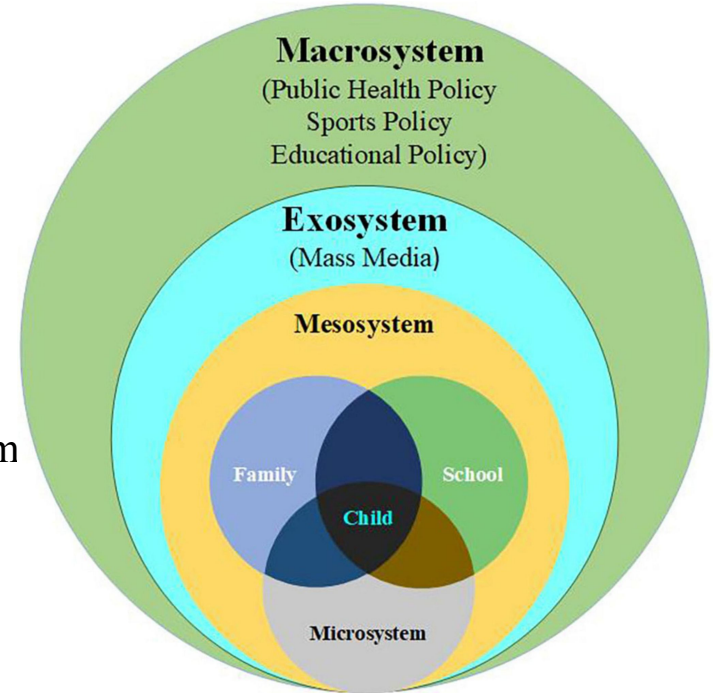 Macrosystem
(Public Health Policy
Sports Policy
Educational Policy)
Exosystem
(Mass Media)
Mesosystem
m
Family
School
Child
Microsystem